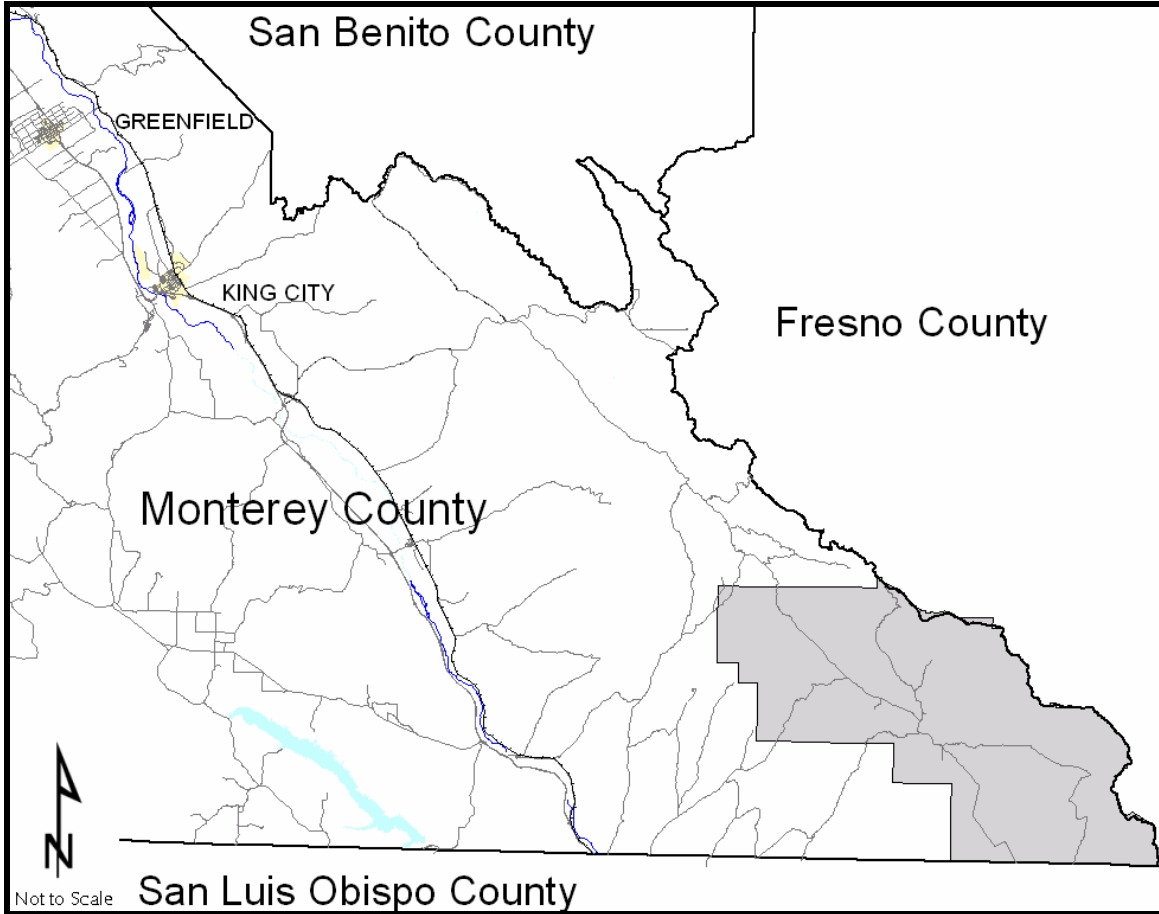 San Benito County
GREENFIELD
KING CITY
Fresno County
Monterey County
N
Not to Scale
San Luis Obispo County